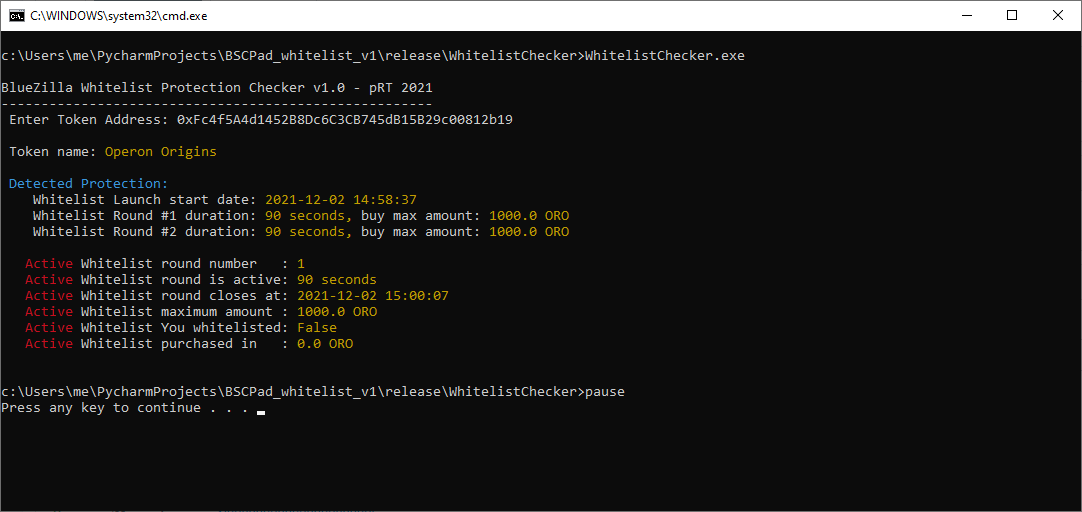 C:\WINDOWS\system32\cmd.exe
c:\Users\me\PycharmProjects\BSCPad_whitelist_v1\release\WhitelistChecker>WhitelistChecker.exe
BlueZilla Whitelist Protection Checker v1.0 - pRT 2021
------------------------------------------------------
Enter Token Address: 0xFc4f5A4d1452B8Dc6C3CB745dB15B29c00812b19
Token name: Operon Origins
Detected Protection:
Whitelist Launch start date: 2021-12-02 14:58:37
Whitelist Round #1 duration: 90 seconds, buy max amount: 1000.0 ORO
Whitelist Round #2 duration: 90 seconds, buy max amount: 1000.0 ORO
Active Whitelist round number   : 1
Active Whitelist round is active: 90 seconds
Active Whitelist round closes at: 2021-12-02 15:00:07
Active Whitelist maximum amount : 1000.0 ORO
Active Whitelist You whitelisted: False
Active Whitelist purchased in   : 0.0 ORO
c:\Users\me\PycharmProjects\BSCPad_whitelist_v1\release\WhitelistChecker>pause
Press any key to continue . . .